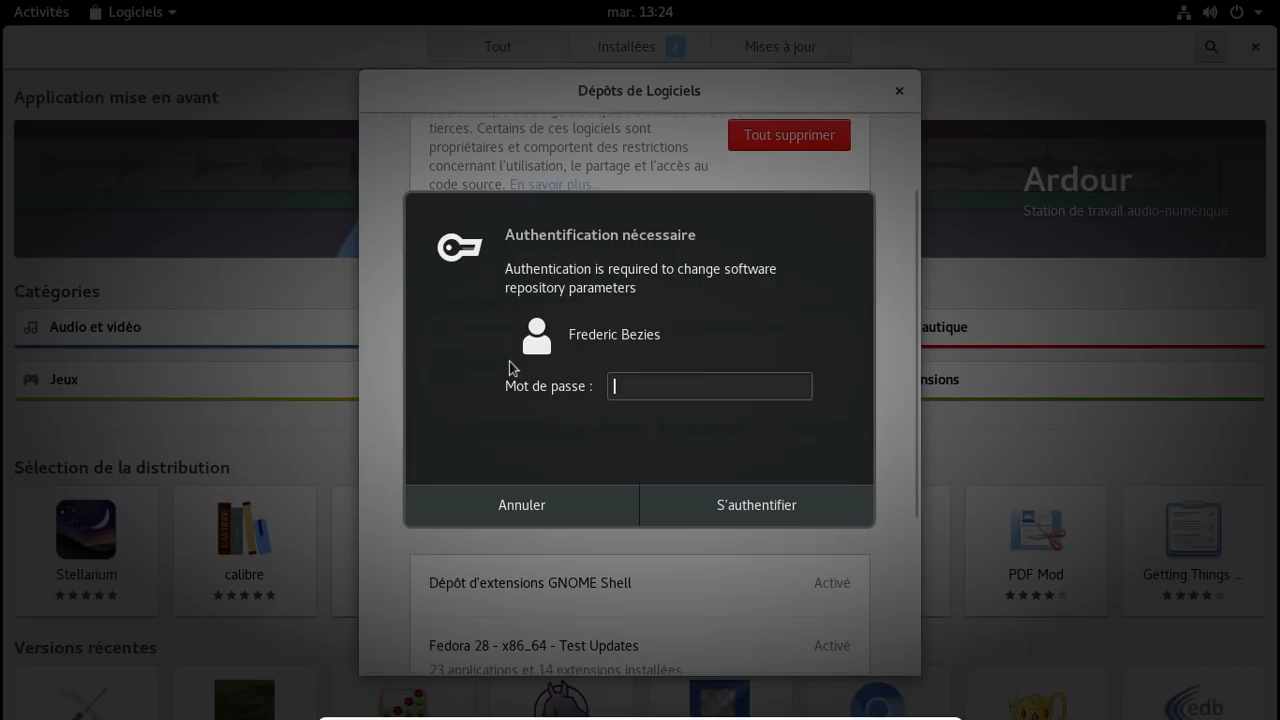 Activités
Logiciels
mar. 13:24
Tout
Installées 1
Mises à jour
Dépôts de Logiciels
Application mise en avant
tierces. Certains de ces logiciels sont
propriétaires et comportent des restrictions
concernant l'utilisation, le partage et l'accès au
code source. En savoir plus...
Tout supprimer
Ardour
Station de travail audio-numérique
Authentification nécessaire
Authentication is required to change software
repository parameters
Frederic Bezies
Mot de passe :
Annuler
S'authentifier
Catégories
Audio et vidéo
autique
Jeux
nsions
Sélection de la distribution
Stellarium
CALIBRE
calibre
PDF Mod
Getting Things ...
Dépôt d'extensions GNOME Shell
Activé
Fedora 28 - x86_64 - Test Updates
Activé
23 applications et 14 extensions installées
Versions récentes
edb